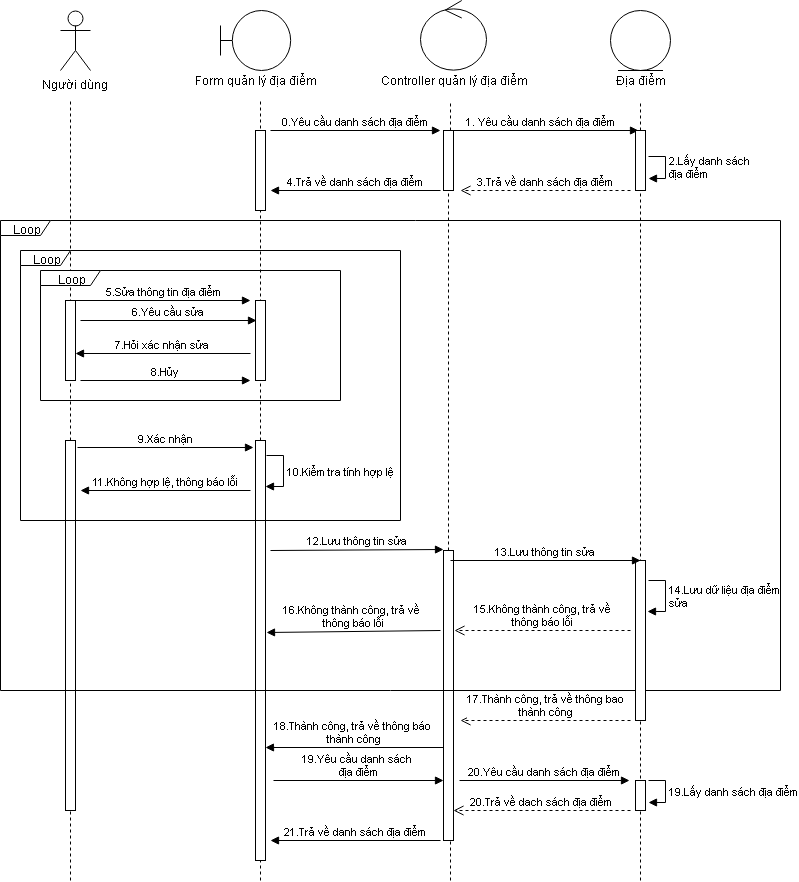 Người dùng
Form quản lý địa điểm
Controller quản lý địa điểm
Địa điểm
0.Yêu cầu danh sách địa điểm
1. Yêu cầu danh sách địa điểm
2.Lấy danh sách
địa điểm
4.Trả về danh sách địa điểm
3.Trả về danh sách địa điểm
Loop
Loop
Loop
5.Sửa thông tin địa điểm
6.Yêu cầu sửa
7.Hỏi xác nhận sửa
8.Hủy
9.Xác nhận
10.Kiểm tra tính hợp lệ
11.Không hợp lệ, thông báo lỗi
12.Lưu thông tin sửa
13.Lưu thông tin sửa
14.Lưu dữ liệu địa điểm
sửa
16.Không thành công, trả về
thông báo lỗi
15.Không thành công, trả về
thông báo lỗi
17.Thành công, trả về thông bao
thành công
18.Thành công, trả về thông báo
thành công
19.Yêu cầu danh sách
địa điểm
20.Yêu cầu danh sách địa điểm
19.Lấy danh sách địa điểm
20.Trả về dach sách địa điểm
21.Trả về danh sách địa điểm